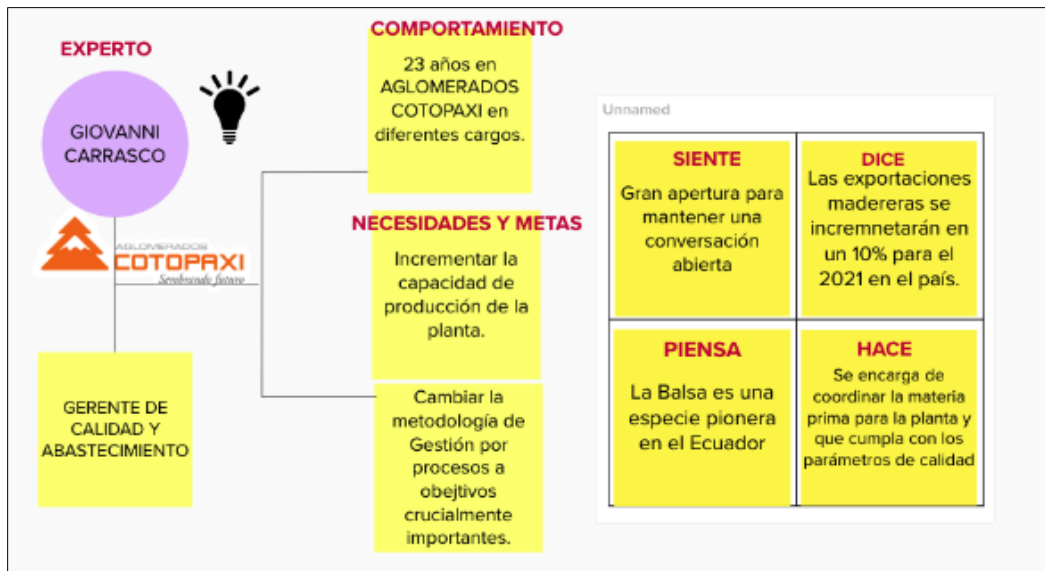 EXPERTO
GIOVANNI
CARRASCO
AGLOMERADOS
COTOPAXI
Sembrando futuro
GERENTE DE
CALIDAD Y
ABASTECIMIENTO
COMPORTAMIENTO
23 años en
AGLOMERADOS
COTOPAXI en
diferentes cargos.
NECESIDADES Y METAS
Incrementar la
capacidad de
producción de la
planta.
Cambiar la
metodología de
Gestión por
procesos a
obejtivos
crucialmente
importantes.
Unnamed
SIENTE
Gran apertura para
mantener una
conversación
abierta
DICE
Las exportaciones
madereras se
incremnetarán en
un 10% para el
2021 en el país.
PIENSA
La Balsa es una
especie pionera
en el Ecuador
HACE
Se encarga de
coordinar la materia
prima para la planta y
que cumpla con los
parámetros de calidad